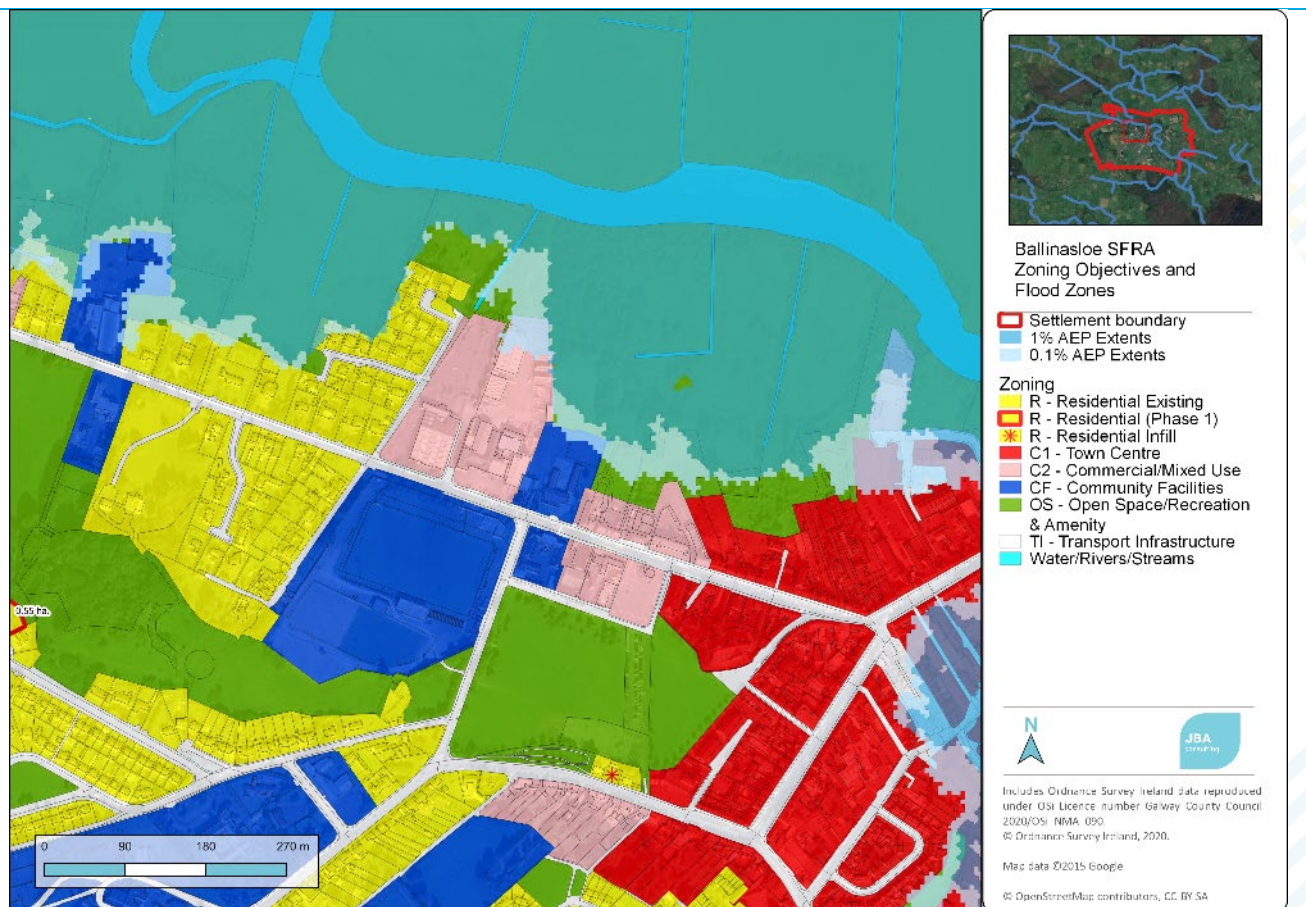 Ballinasloe SFRA
Zoning Objectives and
Flood Zones
Settlement boundary
1% AEP Extents
0.1% AEP Extents
Zoning
R - Residential Existing
R - Residential (Phase 1)
R - Residential Infill
C1 - Town Centre
C2 - Commercial/Mixed Use
CF - Community Facilities
OS - Open Space/Recreation
& Amenity
TI - Transport Infrastructure
Water/Rivers/Streams
0.55 ha.
N
JBA
consulting
0 90 180 270 m
Includes Ordnance Survey Ireland data reproduced
under OSI Licence number Galway County Council
2020/OSI NMA 090.
© Ordnance Survey Ireland, 2020.
Map data ©2015 Google
© OpenStreetMap contributors, CC BY SA